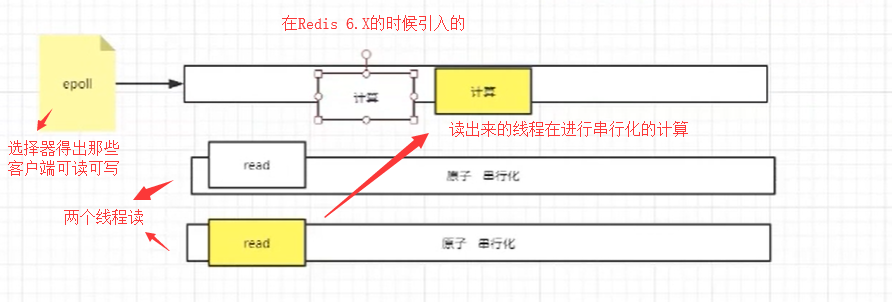 在Redis 6.X的时候引入的
epoll
计算
计算
选择器得出那些
客户端可读可写
读出来的线程在进行串行化的计算
read
原子 串行化
两个线程读
read
原子 串行化